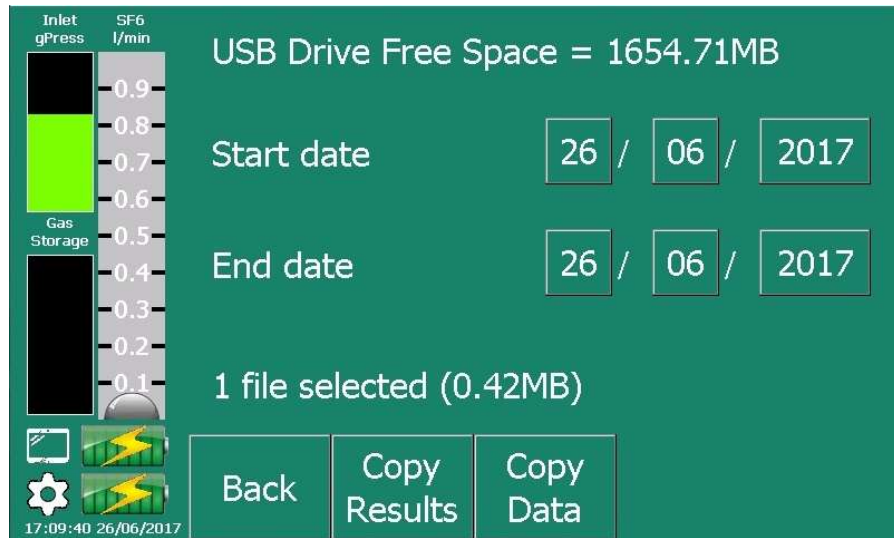 Inlet
gPress
SF6
l/min
0.9
0.8
0.7
0.6
0.5
0.4
0.3
0.2
0.1
Gas
Storage
USB Drive Free Space = 1654.71MB
Start date 26 / 06 / 2017
End date 26 / 06 / 2017
1 file selected (0.42MB)
Back
Copy
Results
Copy
Data
17:09:40 26/06/2017